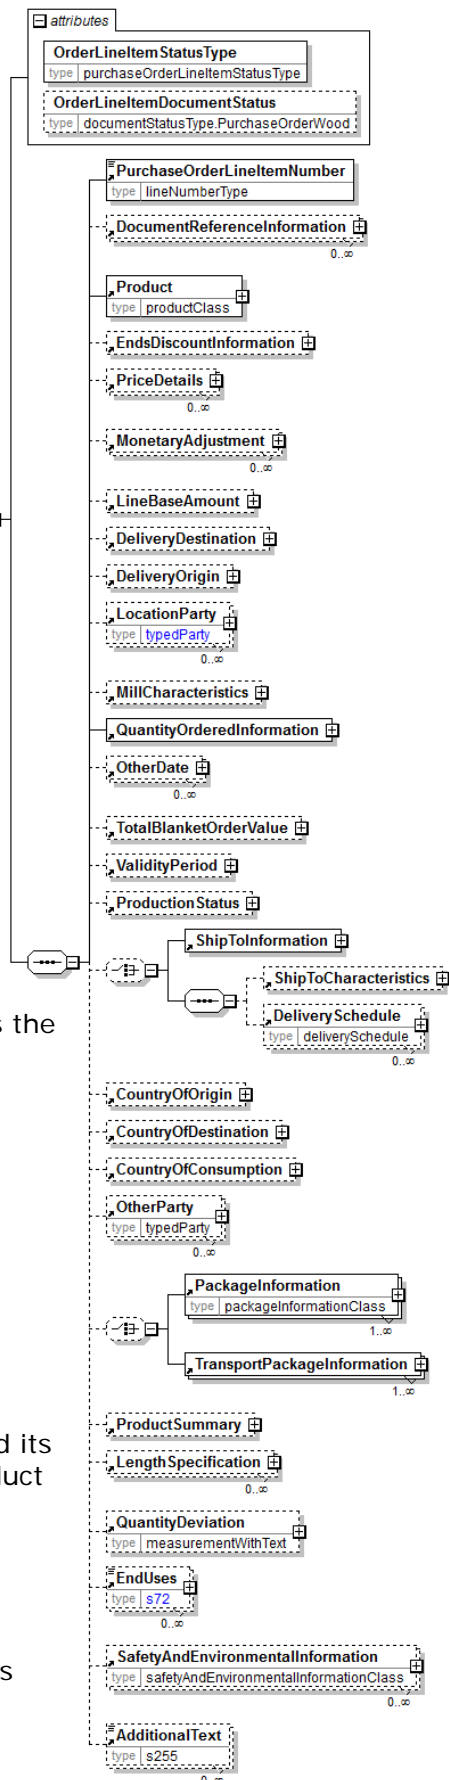 attributes
OrderLineItemStatusType
type purchaseOrderLineItemStatusType
OrderLineItemDocumentStatus
type documentStatusType.PurchaseOrderWood
PurchaseOrderLineItemNumber
type lineNumberType
DocumentReferenceInformation
0..∞
Product
type productClass
EndsDiscountInformation
PriceDetails
0..∞
MonetaryAdjustment
0..∞
LineBaseAmount
DeliveryDestination
DeliveryOrigin
LocationParty
type typedParty
0..∞
MillCharacteristics
QuantityOrderedInformation
OtherDate
0..∞
TotalBlanketOrderValue
ValidityPeriod
ProductionStatus
ShipToInformation
ShipToCharacteristics
DeliverySchedule
type deliverySchedule
0..∞
s the
CountryOfOrigin
CountryOfDestination
CountryOfConsumption
OtherParty
type typedParty
0..∞
PackageInformation
type packageInformationClass
1..∞
TransportPackageInformation
1..∞
ProductSummary
d its
LengthSpecification
duct
0..∞
QuantityDeviation
type measurementWithText
EndUses
type s72
0..∞
SafetyAndEnvironmentalInformation
type safetyAndEnvironmentalInformationClass
s
0..∞
AdditionalText
type s255
0..∞